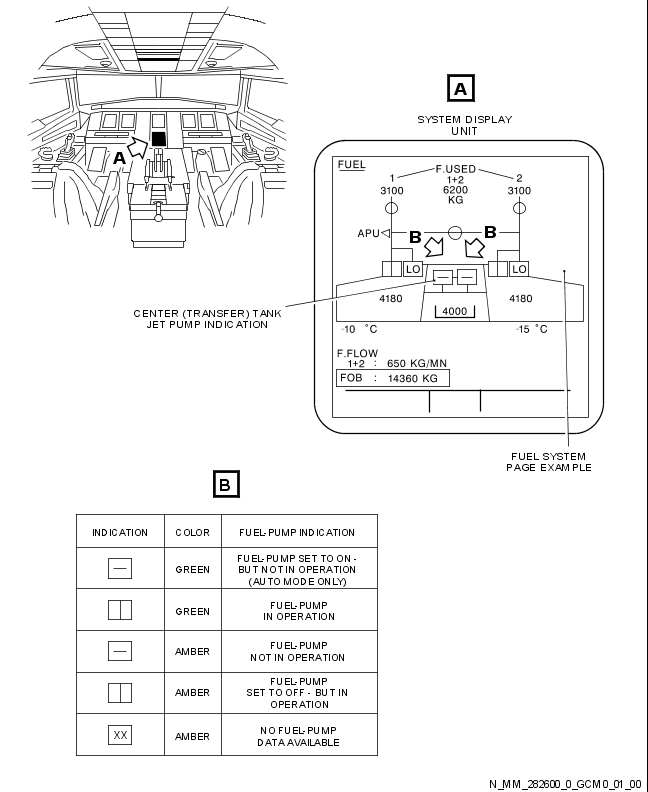 A
SYSTEM DISPLAY
UNIT
A
FUEL
1 F.USED 2
3100 1+2 3100
6200
KG
APU B B
LO LO
4180 4180
4000
-10 °C -15 °C
F.FLOW
1+2 : 650 KG/MN
FOB : 14360 KG
CENTER (TRANSFER) TANK
JET PUMP INDICATION
FUEL SYSTEM
PAGE EXAMPLE
B
INDICATION COLOR FUEL-PUMP INDICATION
GREEN FUEL-PUMP SET TO ON -
BUT NOT IN OPERATION
(AUTO MODE ONLY)
GREEN FUEL-PUMP
IN OPERATION
AMBER FUEL-PUMP
NOT IN OPERATION
AMBER FUEL-PUMP
SET TO OFF - BUT IN
OPERATION
XX AMBER NO FUEL-PUMP
DATA AVAILABLE
N_MM_282600_0_GCM0_01_00